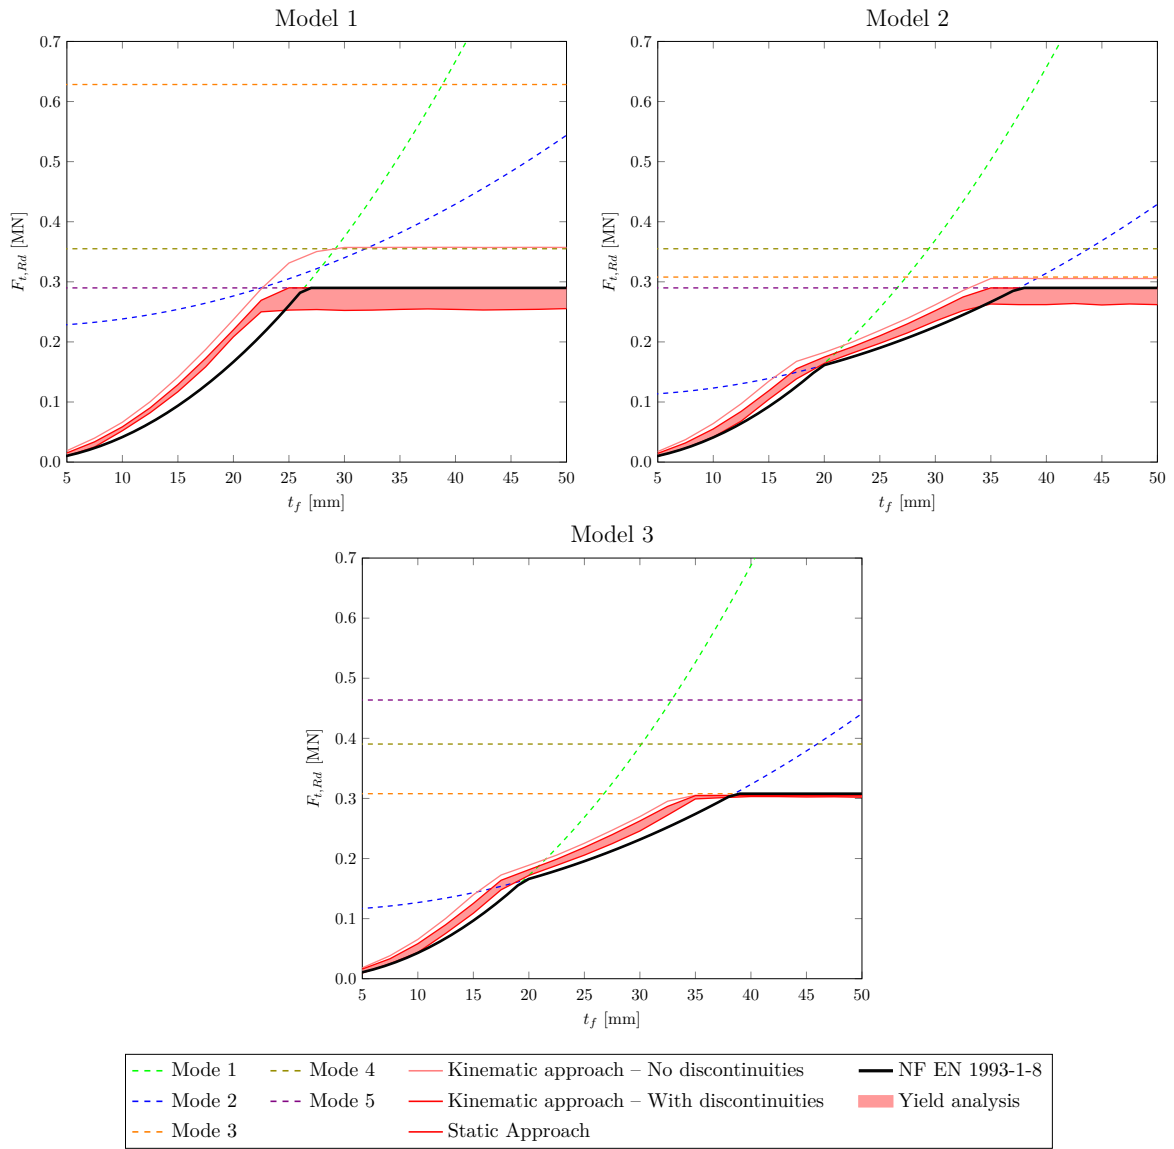 Model 1
0.7
0.6
0.5
0.4
0.3
0.2
0.1
0.0
F_{t,Rd} [MN]
5 10 15 20 25 30 35 40 45 50
t_f [mm]
Model 2
0.7
0.6
0.5
0.4
0.3
0.2
0.1
0.0
F_{t,Rd} [MN]
5 10 15 20 25 30 35 40 45 50
t_f [mm]
Model 3
0.7
0.6
0.5
0.4
0.3
0.2
0.1
0.0
F_{t,Rd} [MN]
5 10 15 20 25 30 35 40 45 50
t_f [mm]
Mode 1 Mode 4 Kinematic approach – No discontinuities NF EN 1993-1-8
Mode 2 Mode 5 Kinematic approach – With discontinuities Yield analysis
Mode 3 Static Approach